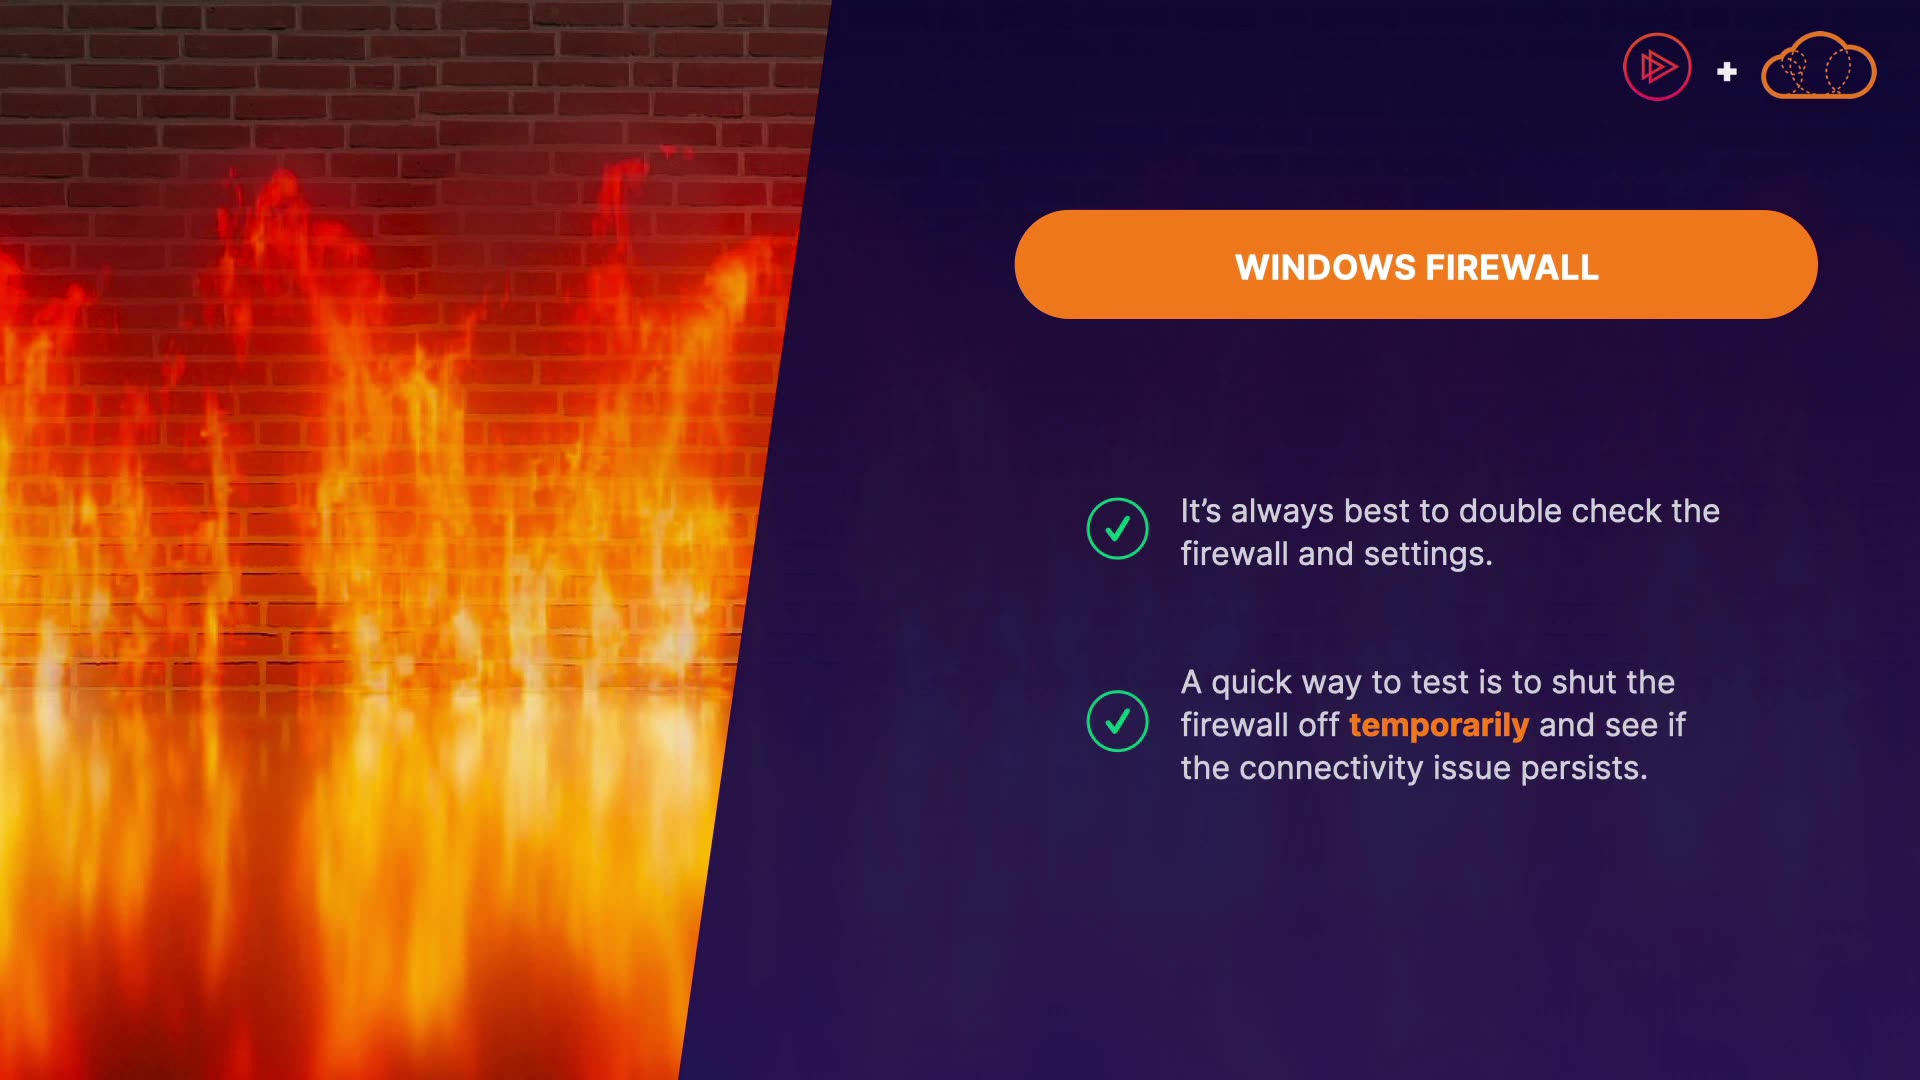 WINDOWS FIREWALL
It’s always best to double check the
firewall and settings.
A quick way to test is to shut the
firewall off temporarily and see if
the connectivity issue persists.